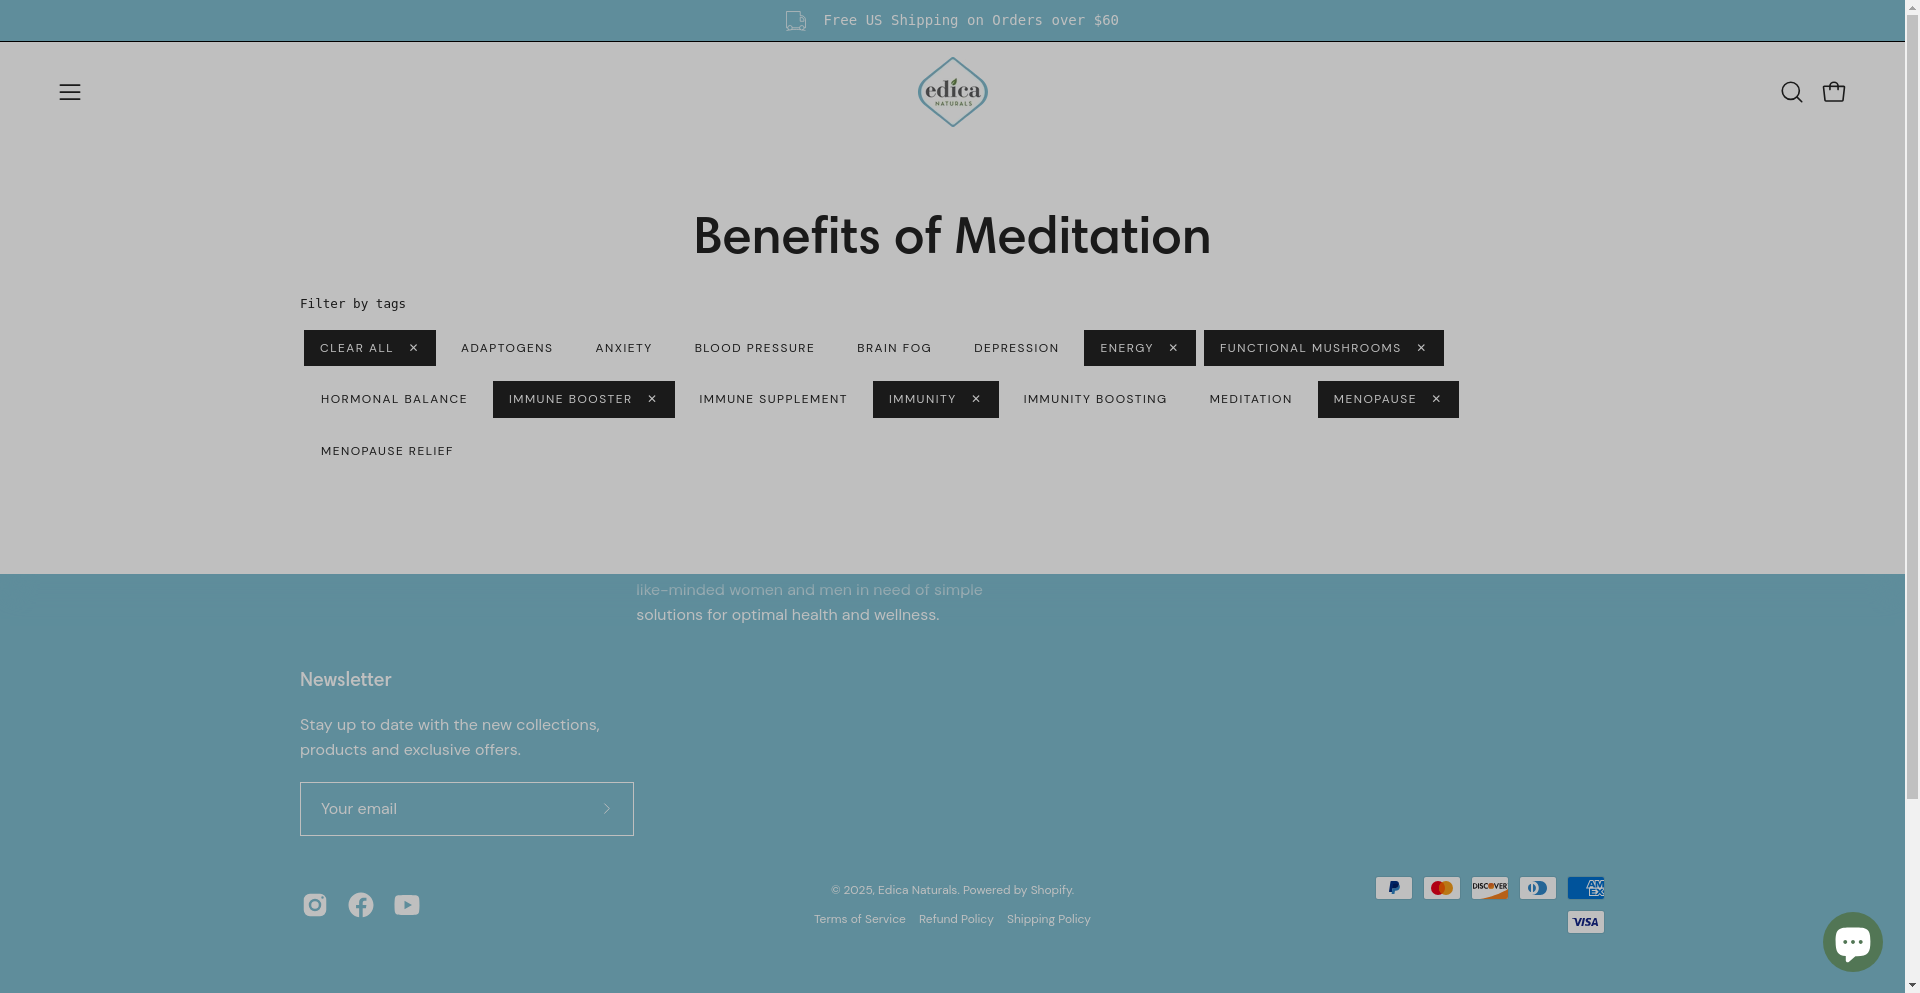 Free US Shipping on Orders over $60
edica
NATURALS
Benefits of Meditation
Filter by tags
CLEAR ALL ✕ ADAPTOGENS ANXIETY BLOOD PRESSURE BRAIN FOG DEPRESSION ENERGY ✕ FUNCTIONAL MUSHROOMS ✕
HORMONAL BALANCE IMMUNE BOOSTER ✕ IMMUNE SUPPLEMENT IMMUNITY ✕ IMMUNITY BOOSTING MEDITATION MENOPAUSE ✕
MENOPAUSE RELIEF
like-minded women and men in need of simple
solutions for optimal health and wellness.
Newsletter
Stay up to date with the new collections,
products and exclusive offers.
Your email
© 2025, Edica Naturals. Powered by Shopify.
Terms of Service Refund Policy Shipping Policy
DISCOVER
AM
EX
VISA